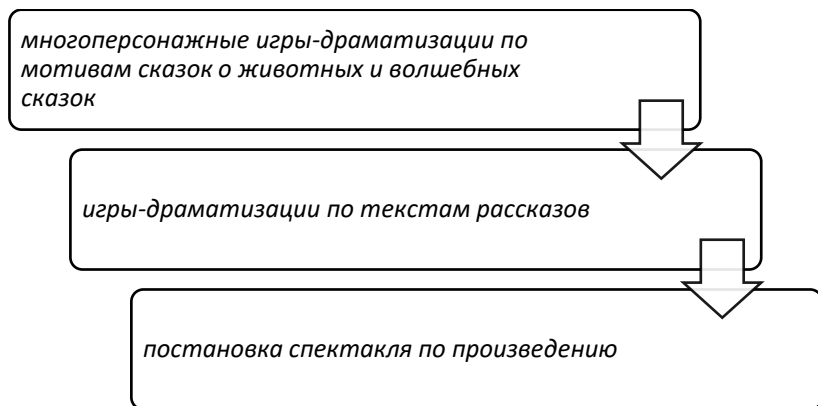 многоперсонажные игры-драматизации по
мотивам сказок о животных и волшебных
сказок
игры-драматизации по текстам рассказов
постановка спектакля по произведению